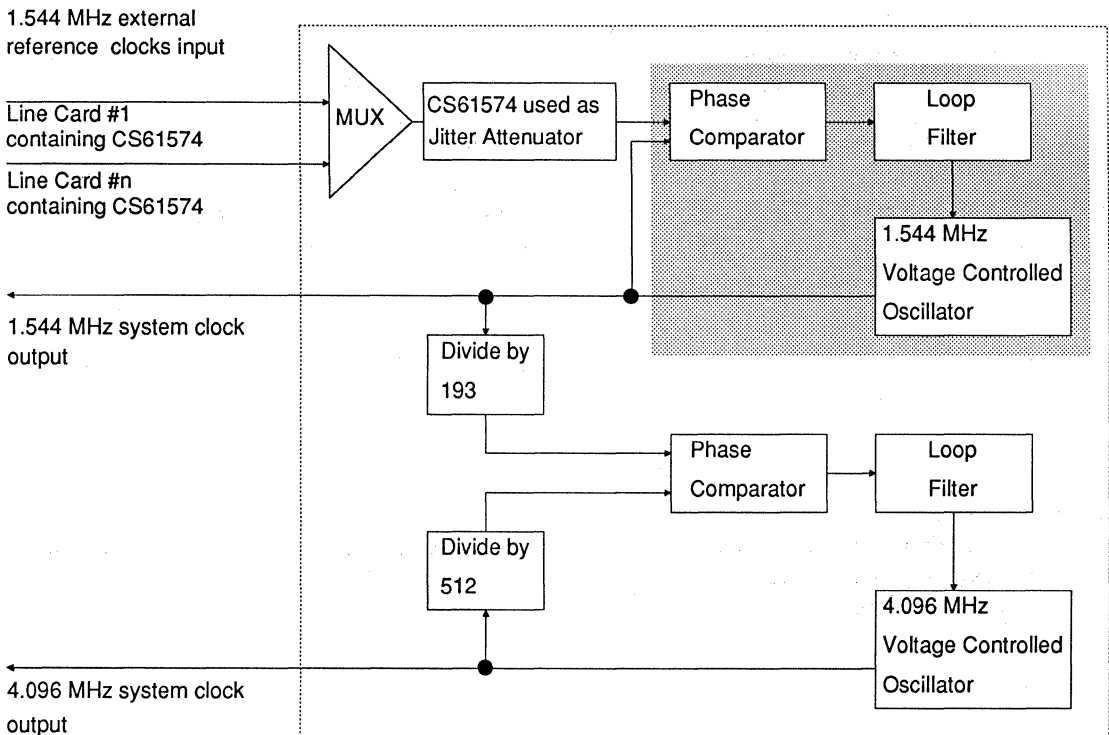 1.544 MHz external
reference clocks input
Line Card #1
containing CS61574
Line Card #n
containing CS61574
MUX
CS61574 used as
Jitter Attenuator
Phase
Comparator
Loop
Filter
1.544 MHz
Voltage Controlled
Oscillator
1.544 MHz system clock
output
Divide by
193
Phase
Comparator
Loop
Filter
Divide by
512
4.096 MHz
Voltage Controlled
Oscillator
4.096 MHz system clock
output